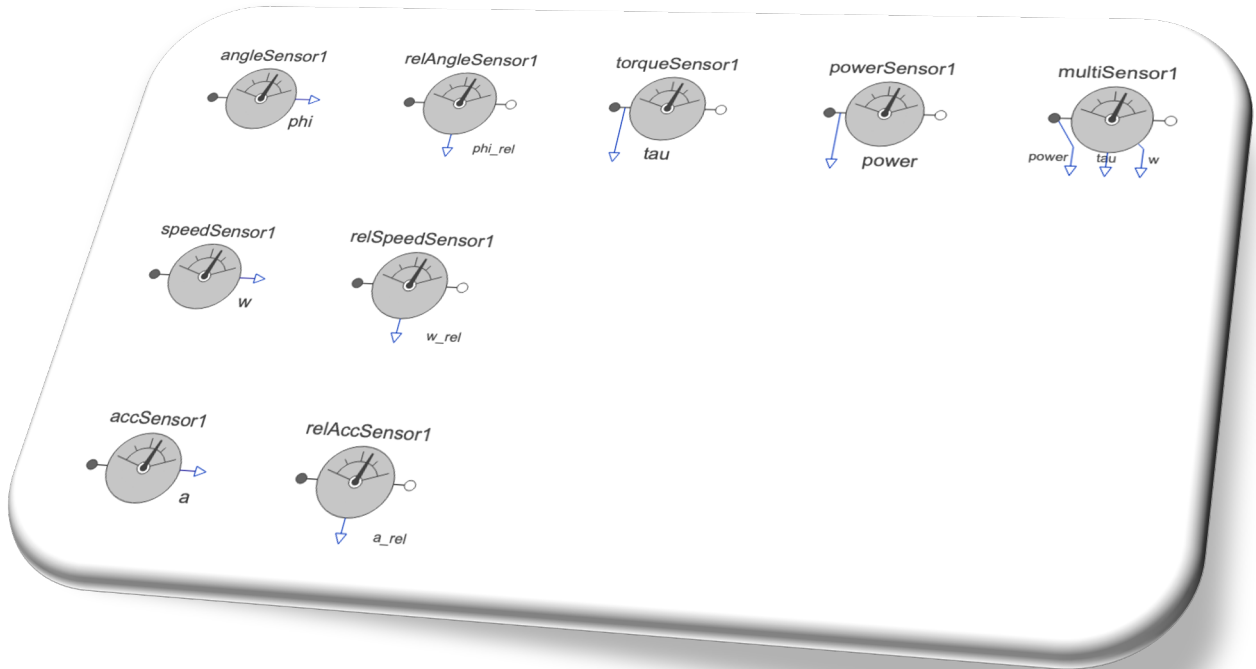 angleSensor1
relAngleSensor1
torqueSensor1
powerSensor1
multiSensor1
phi
phi_rel
tau
power
power
tau
w
speedSensor1
relSpeedSensor1
w
w_rel
accSensor1
relAccSensor1
a
a_rel